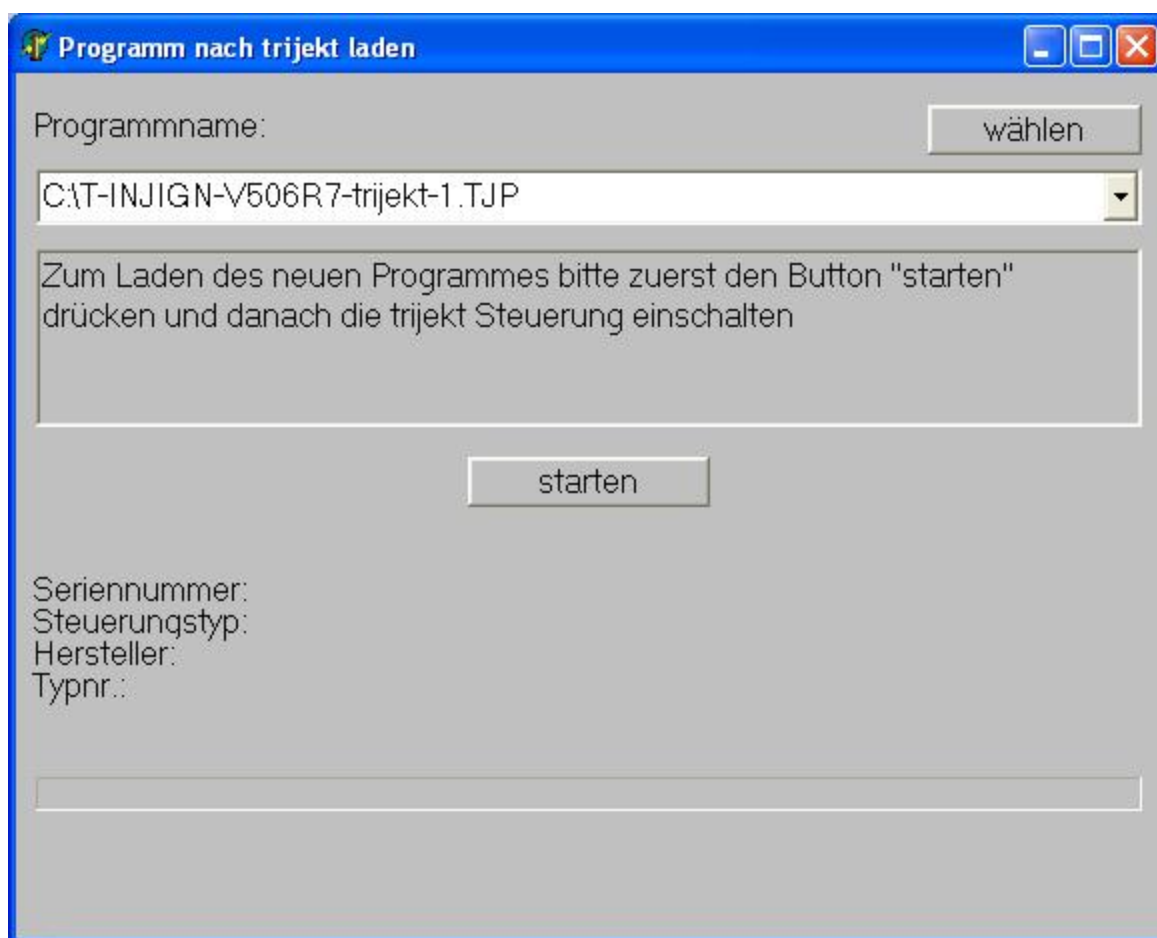 Programm nach trijekt laden
Programmname:
wählen
C:\T-INJIGN-V506R7-trijekt-1.TJP
Zum Laden des neuen Programmes bitte zuerst den Button "starten"
drücken und danach die trijekt Steuerung einschalten
starten
Seriennummer:
Steuerungstyp:
Hersteller:
Typnr.: